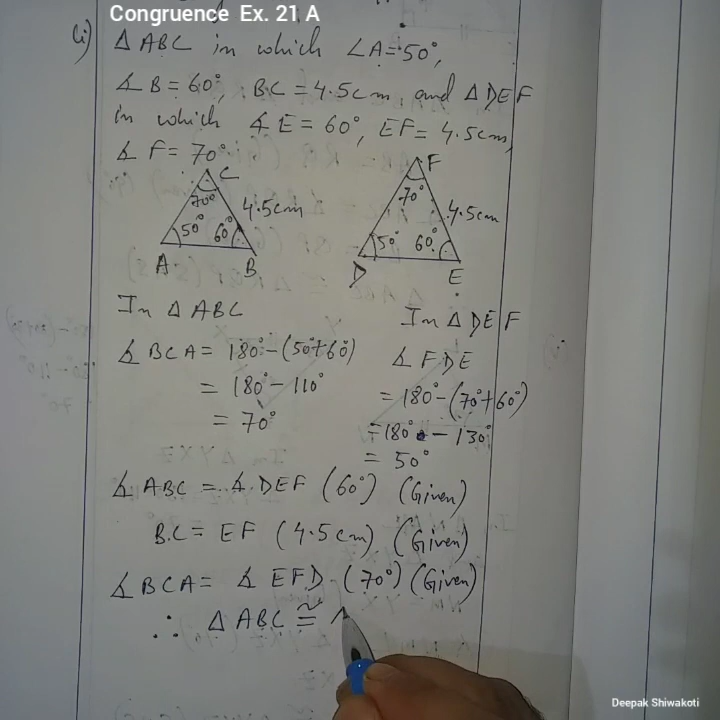 Congruence Ex. 21 A
(i) △ ABC in which ∠A=50°,
∡ B = 60°, BC = 4.5cm, and △ DEF
in which ∡ E = 60°, EF = 4.5cm,
∡ F = 70°
C
70°
4.5cm
50° 60°
A B
F
70°
4.5cm
50° 60°
D E
In △ ABC
∡ BCA = 180°-(50°+60°)
= 180° - 110°
= 70°
In △ DEF
∡ FDE
= 180° - (70°+60°)
= 180° - 130°
= 50°
∡ ABC = ∡ DEF (60°) (Given)
BC = EF (4.5cm) (Given)
∡ BCA = ∡ EFD (70°) (Given)
∴ △ ABC ≅
Deepak Shiwakoti